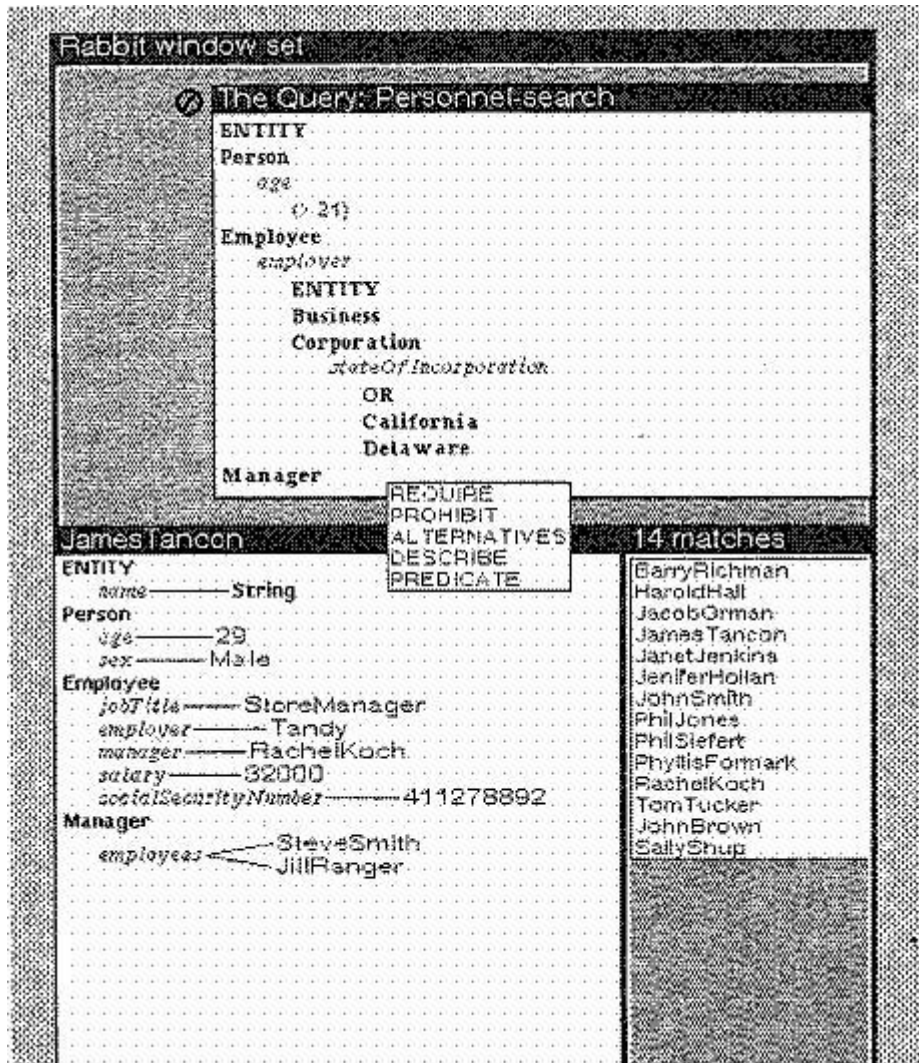 Rabbit window set
The Query: Personnel-search
ENTITY
Person
age
(> 21)
Employee
employer
ENTITY
Business
Corporation
stateOfIncorporation
OR
California
Delaware
Manager
REQUIRE
PROHIBIT
ALTERNATIVES
DESCRIBE
PREDICATE
JamesTancon
ENTITY
name String
Person
age 29
sex Male
Employee
jobTitle StoreManager
employer Tandy
manager RachelKoch
salary 32000
socialSecurityNumber 411278892
Manager
employees SteveSmith
JillRanger
14 matches
BarryRichman
HaroldHall
JacobOrman
JamesTancon
JanetJenkins
JeniferHollan
JohnSmith
PhilJones
PhilSiefert
PhyllisFormark
RachelKoch
TomTucker
JohnBrown
SallyShup